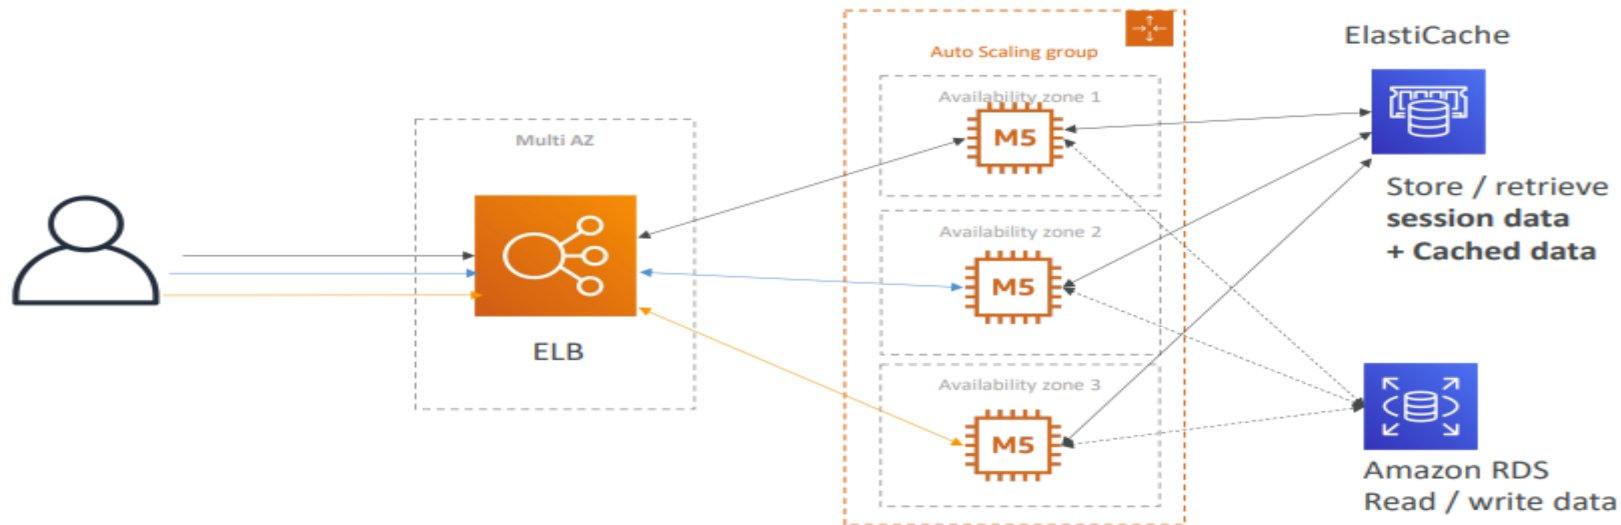 Multi AZ
ELB
Auto Scaling group
Availability zone 1
M5
Availability zone 2
M5
Availability zone 3
M5
ElastiCache
Store / retrieve
session data
+ Cached data
Amazon RDS
Read / write data